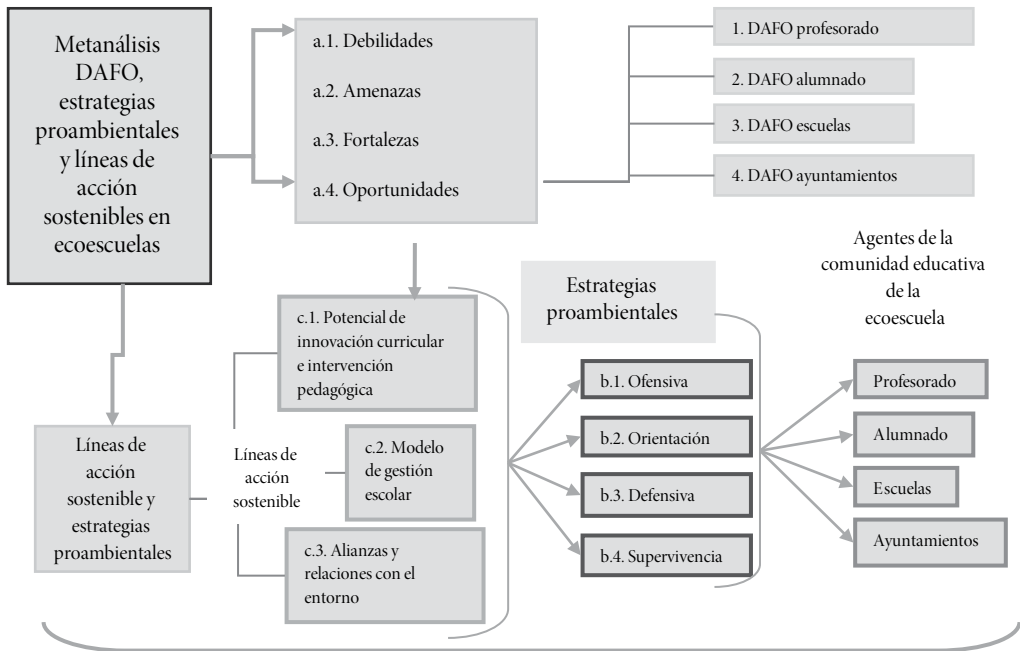 Metanálisis
DAFO,
estrategias
proambientales
y líneas de
acción
sostenibles en
ecoescuelas
a.1. Debilidades
a.2. Amenazas
a.3. Fortalezas
a.4. Oportunidades
1. DAFO profesorado
2. DAFO alumnado
3. DAFO escuelas
4. DAFO ayuntamientos
Líneas de
acción
sostenible y
estrategias
proambientales
Líneas de
acción
sostenible
c.1. Potencial de
innovación curricular
e intervención
pedagógica
c.2. Modelo
de gestión
escolar
c.3. Alianzas y
relaciones con el
entorno
Estrategias
proambientales
b.1. Ofensiva
b.2. Orientación
b.3. Defensiva
b.4. Supervivencia
Agentes de la
comunidad educativa
de la
ecoescuela
Profesorado
Alumnado
Escuelas
Ayuntamientos